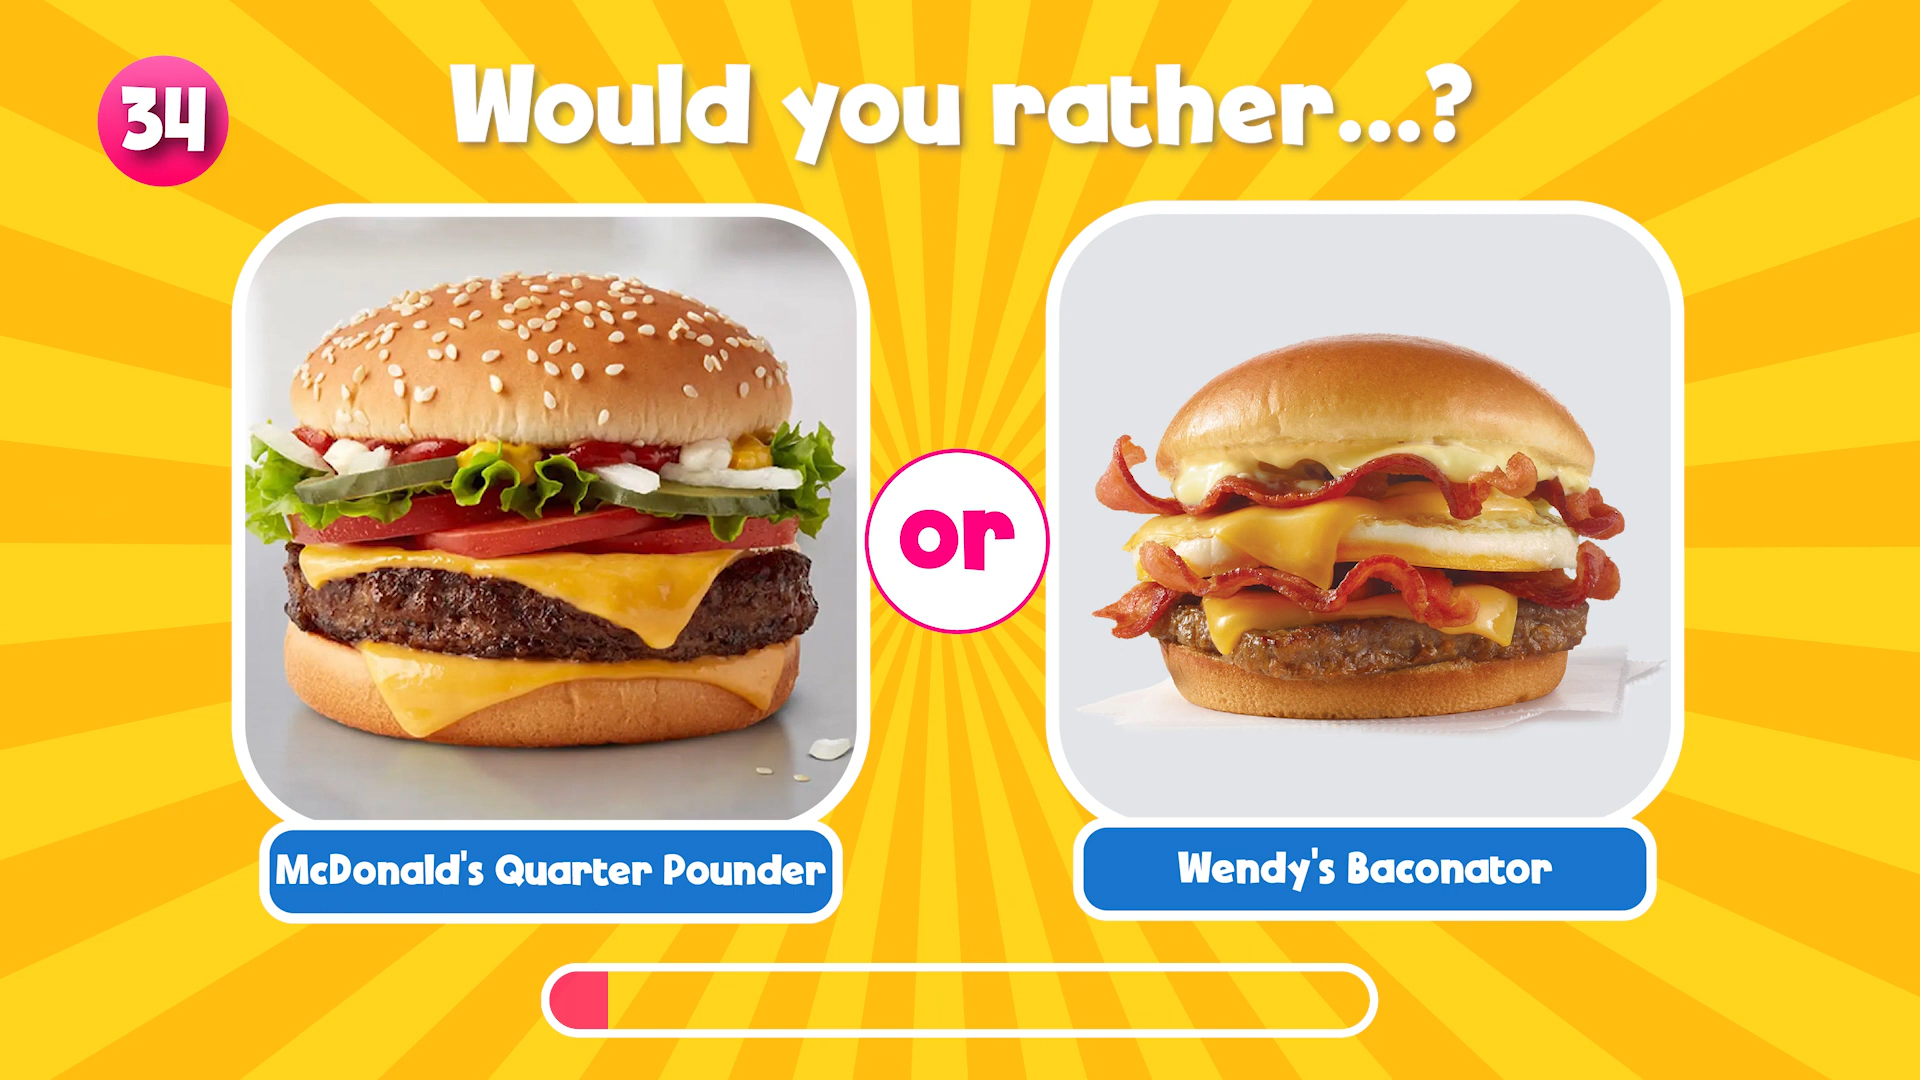 34
Would you rather...?
or
McDonald's Quarter Pounder
Wendy's Baconator